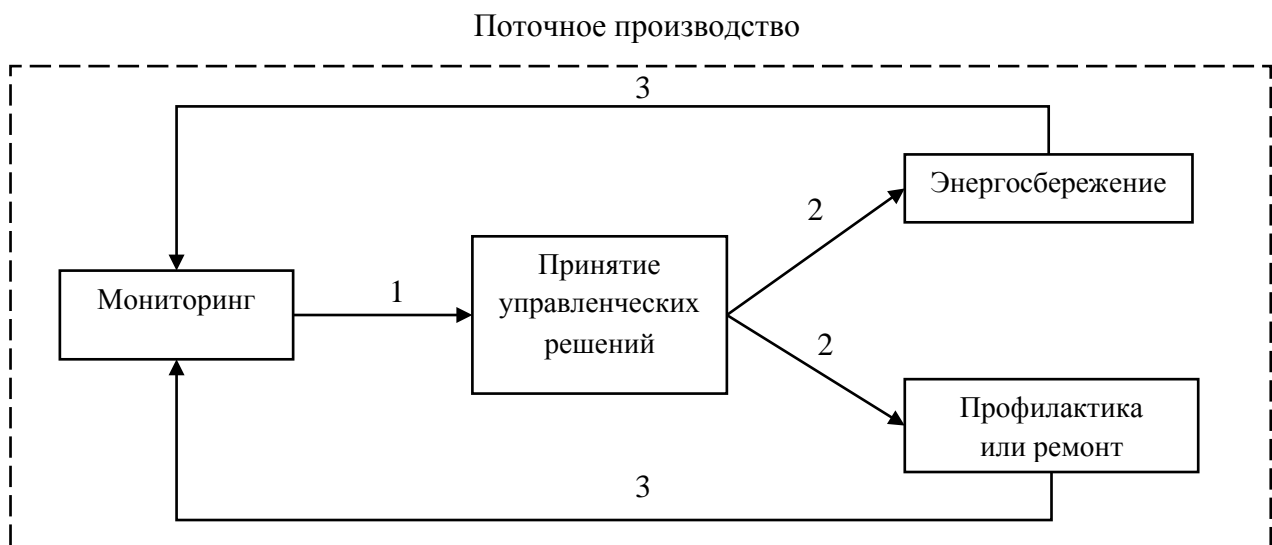 Поточное производство
3
Энергосбережение
2
Принятие
управленческих
решений
Мониторинг
1
2
Профилактика
или ремонт
3